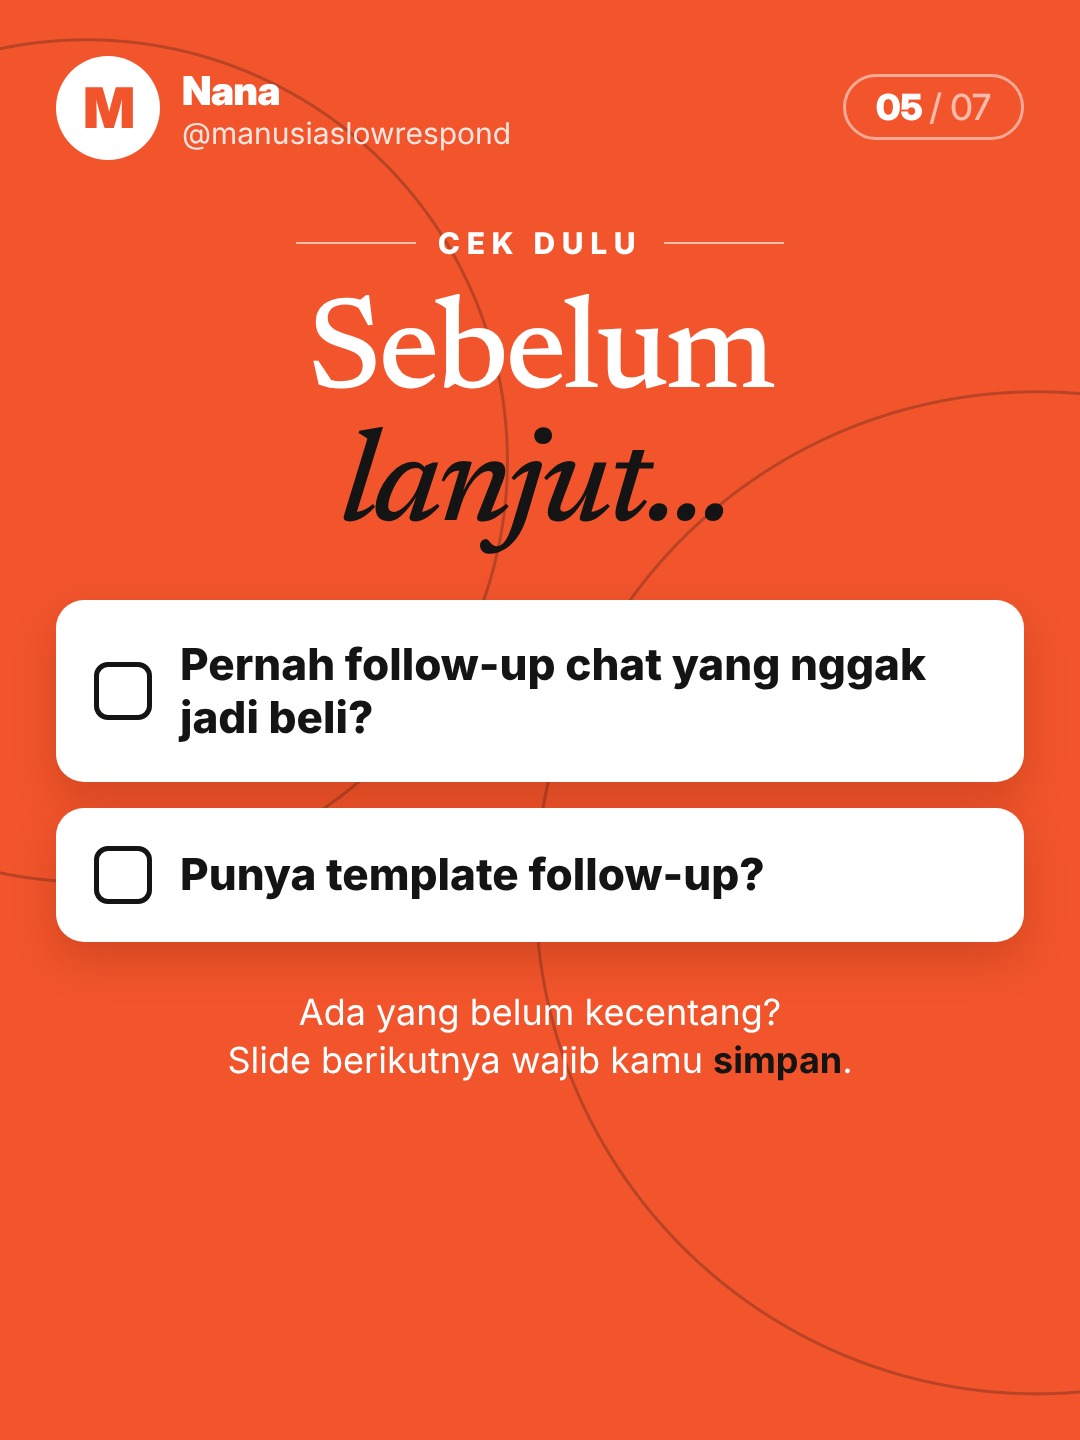 M
Nana
@manusiaslowrespond
05 / 07
CEK DULU
Sebelum
lanjut...
Pernah follow-up chat yang nggak
jadi beli?
Punya template follow-up?
Ada yang belum kecentang?
Slide berikutnya wajib kamu simpan.